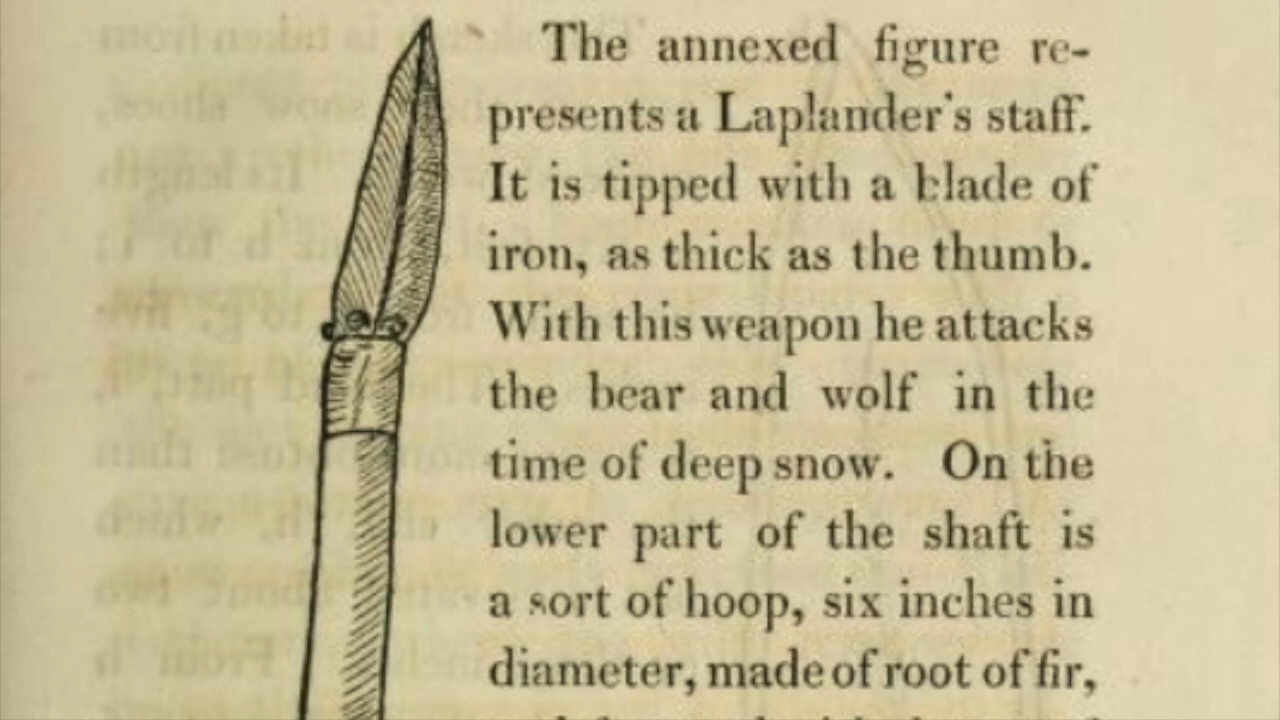 The annexed figure re-
presents a Laplander's staff.
It is tipped with a blade of
iron, as thick as the thumb.
With this weapon he attacks
the bear and wolf in the
time of deep snow. On the
lower part of the shaft is
a sort of hoop, six inches in
diameter, made of root of fir,